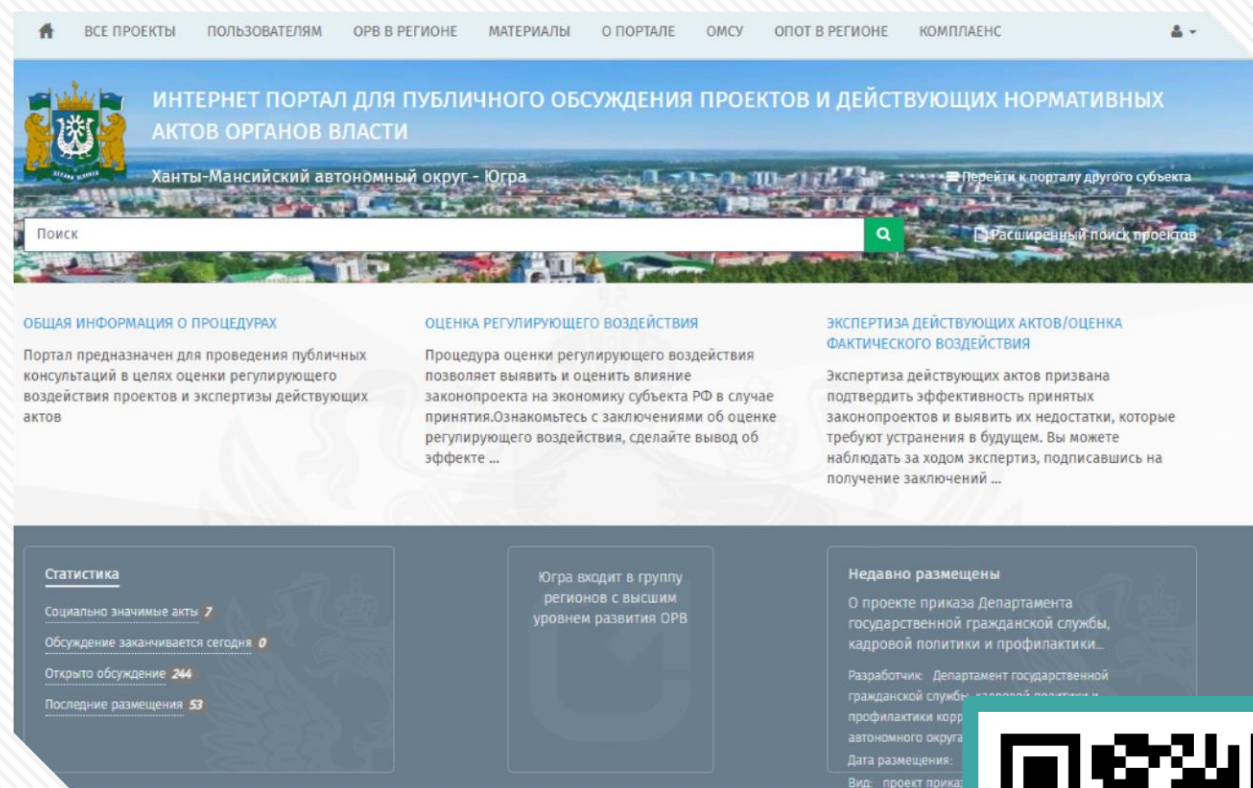 ВСЕ ПРОЕКТЫ ПОЛЬЗОВАТЕЛЯМ ОРВ В РЕГИОНЕ МАТЕРИАЛЫ О ПОРТАЛЕ ОМСУ ОПОТ В РЕГИОНЕ КОМПЛАЕНС
ИНТЕРНЕТ ПОРТАЛ ДЛЯ ПУБЛИЧНОГО ОБСУЖДЕНИЯ ПРОЕКТОВ И ДЕЙСТВУЮЩИХ НОРМАТИВНЫХ
АКТОВ ОРГАНОВ ВЛАСТИ
Ханты-Мансийский автономный округ - Югра
Перейти к порталу другого субъекта
Поиск
Расширенный поиск проектов
ОБЩАЯ ИНФОРМАЦИЯ О ПРОЦЕДУРАХ
Портал предназначен для проведения публичных
консультаций в целях оценки регулирующего
воздействия проектов и экспертизы действующих
актов
ОЦЕНКА РЕГУЛИРУЮЩЕГО ВОЗДЕЙСТВИЯ
Процедура оценки регулирующего воздействия
позволяет выявить и оценить влияние
законопроекта на экономику субъекта РФ в случае
принятия.Ознакомьтесь с заключениями об оценке
регулирующего воздействия, сделайте вывод об
эффекте ...
ЭКСПЕРТИЗА ДЕЙСТВУЮЩИХ АКТОВ/ОЦЕНКА
ФАКТИЧЕСКОГО ВОЗДЕЙСТВИЯ
Экспертиза действующих актов призвана
подтвердить эффективность принятых
законопроектов и выявить их недостатки, которые
требуют устранения в будущем. Вы можете
наблюдать за ходом экспертиз, подписавшись на
получение заключений ...
Статистика
Социально значимые акты 7
Обсуждение заканчивается сегодня 0
Открыто обсуждение 244
Последние размещения 53
Югра входит в группу
регионов с высшим
уровнем развития ОРВ
Недавно размещены
О проекте приказа Департамента
государственной гражданской службы,
кадровой политики и профилактики...
Разработчик: Департамент государственной
гражданской службы, кадровой политики и
профилактики корр
автономного округа
Дата размещения:
Вид: проект приказ